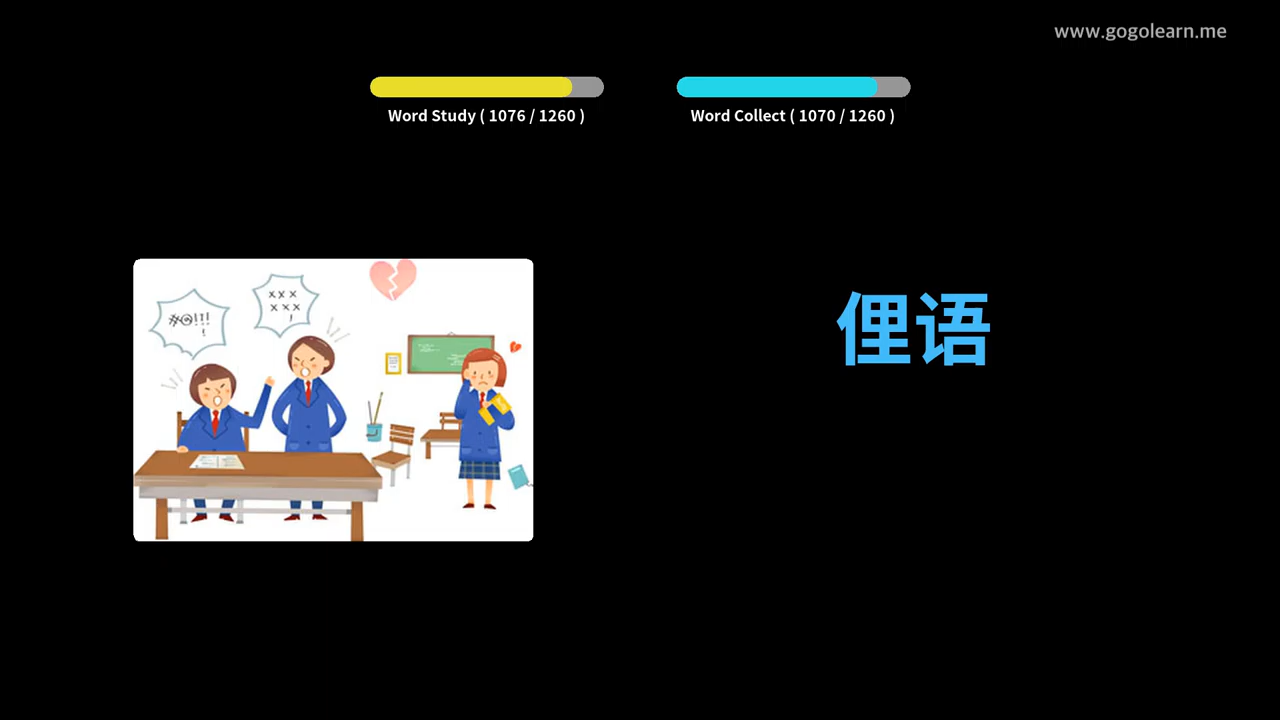 www.gogolearn.me
Word Study ( 1076 / 1260 )
Word Collect ( 1070 / 1260 )
#@!!!
!
x x x
x x x
!
俚语